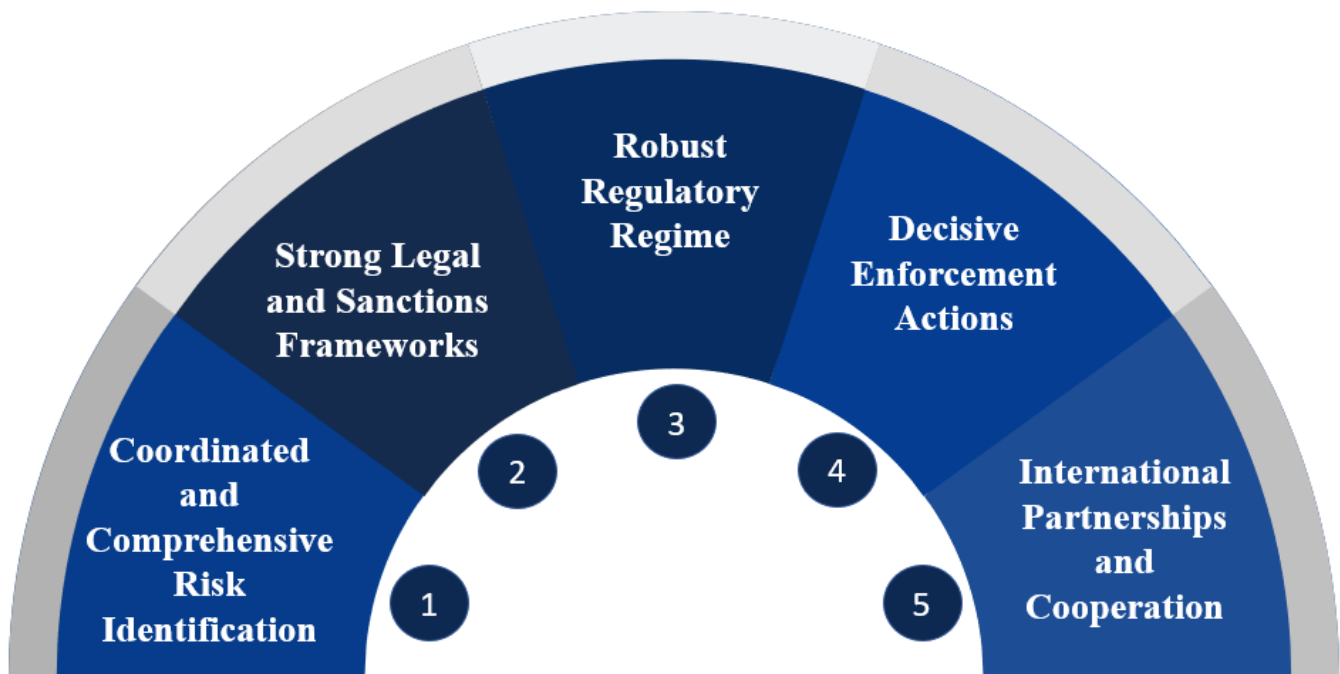 Coordinated
and
Comprehensive
Risk
Identification
1
Strong Legal
and Sanctions
Frameworks
2
Robust
Regulatory
Regime
3
Decisive
Enforcement
Actions
4
International
Partnerships
and
Cooperation
5